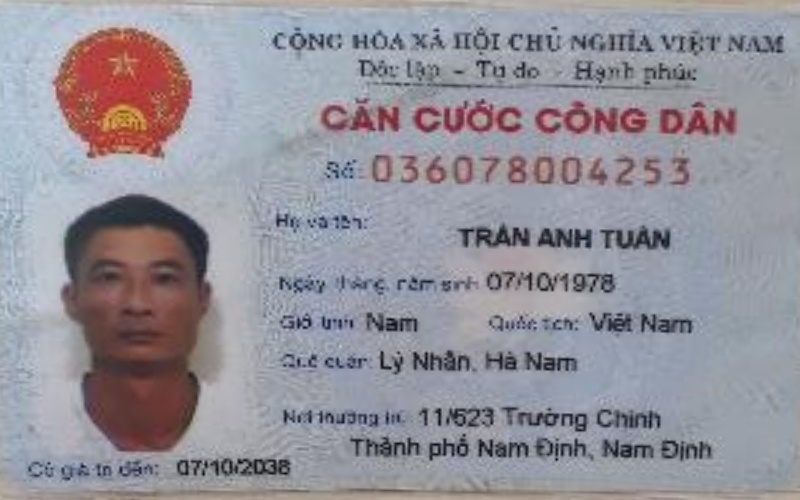 CỘNG HÒA XÃ HỘI CHỦ NGHĨA VIỆT NAM
Độc lập - Tự do - Hạnh phúc
CĂN CƯỚC CÔNG DÂN
Số: 036078004253
Họ và tên:
TRẦN ANH TUẤN
Ngày, tháng, năm sinh: 07/10/1978
Giới tính: Nam Quốc tịch: Việt Nam
Quê quán: Lý Nhân, Hà Nam
Nơi thường trú: 11/623 Trường Chinh
Thành phố Nam Định, Nam Định
Có giá trị đến: 07/10/2038